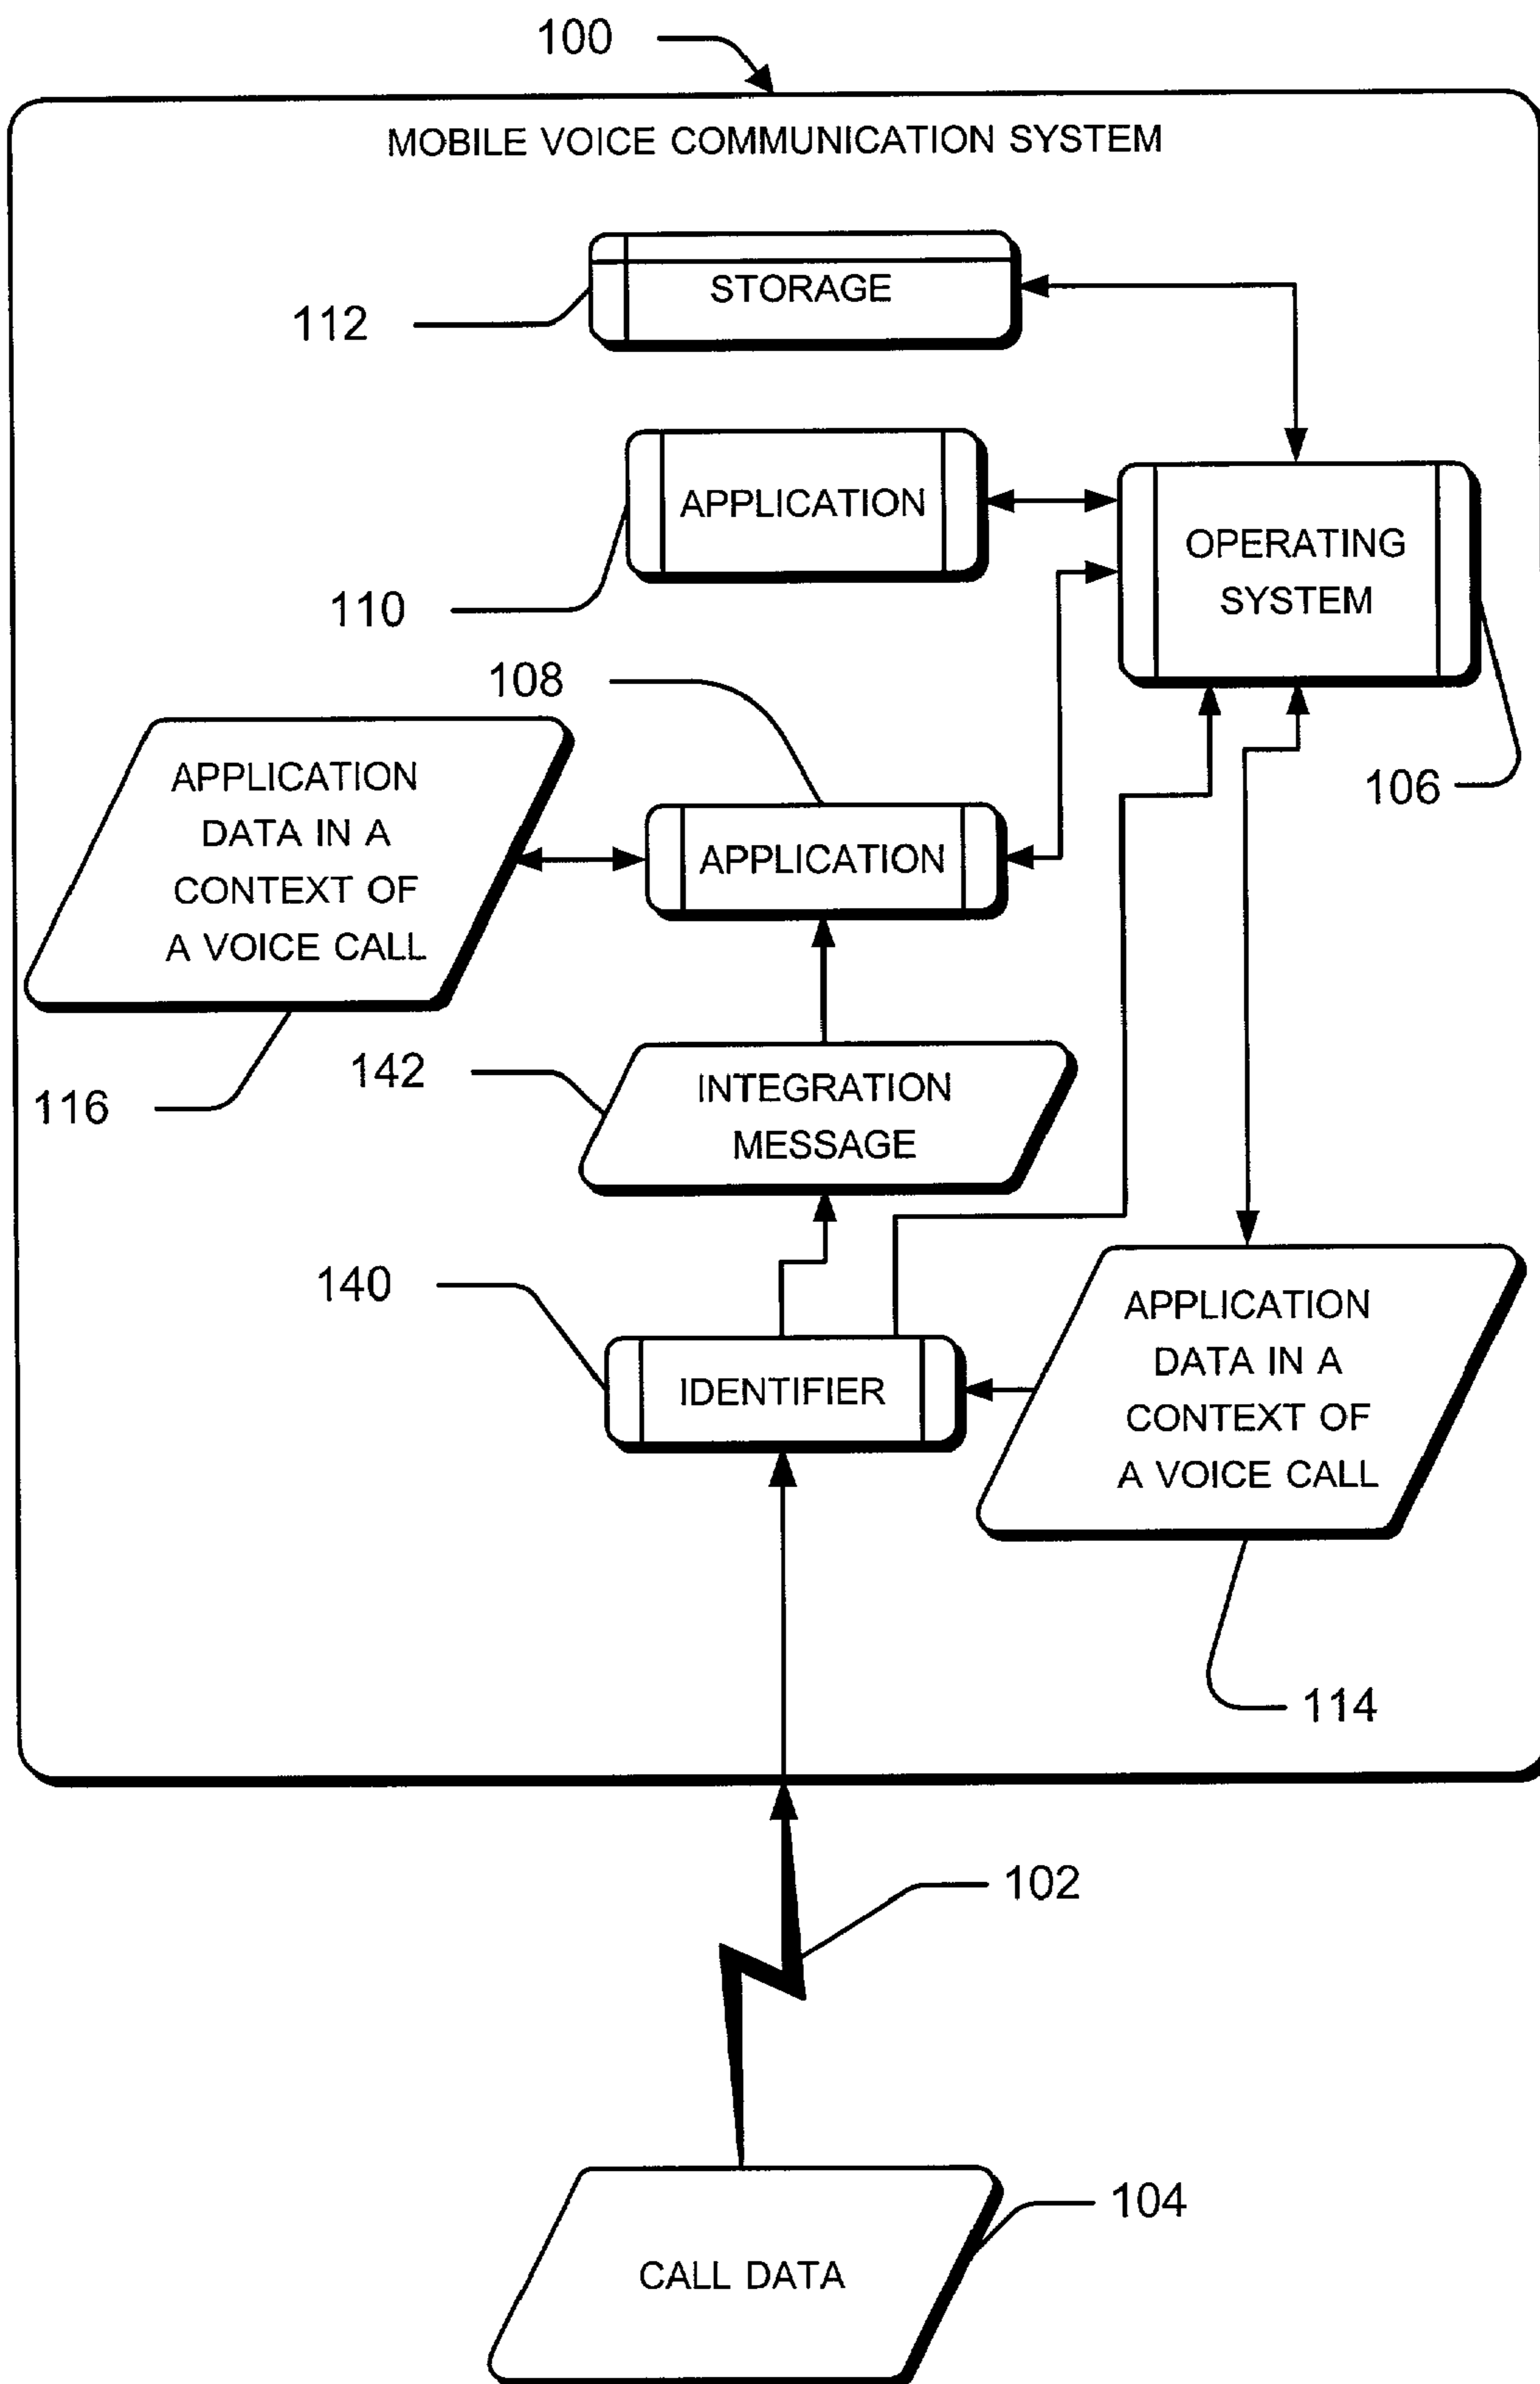 100
MOBILE VOICE COMMUNICATION SYSTEM
STORAGE
112
APPLICATION
110
OPERATING
SYSTEM
106
108
APPLICATION
APPLICATION
DATA IN A
CONTEXT OF
A VOICE CALL
116
142
INTEGRATION
MESSAGE
140
IDENTIFIER
APPLICATION
DATA IN A
CONTEXT OF
A VOICE CALL
114
102
104
CALL DATA